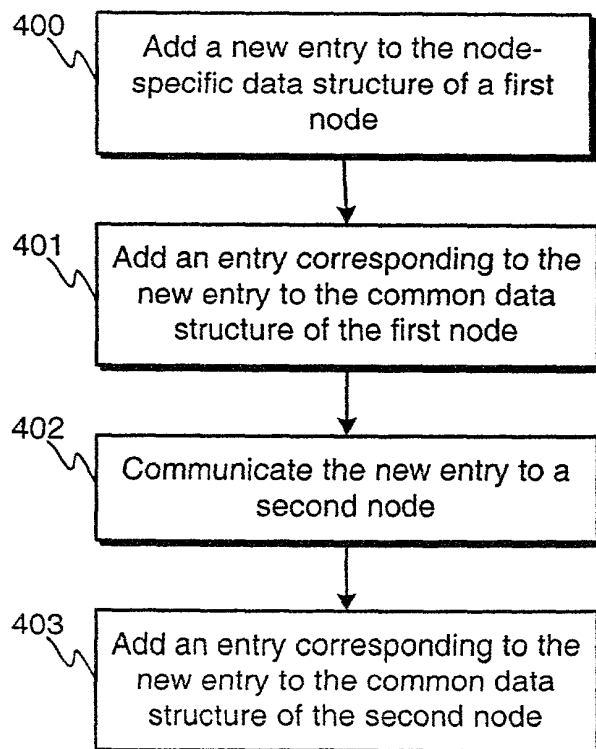 400
Add a new entry to the node-
specific data structure of a first
node
401
Add an entry corresponding to the
new entry to the common data
structure of the first node
402
Communicate the new entry to a
second node
403
Add an entry corresponding to the
new entry to the common data
structure of the second node